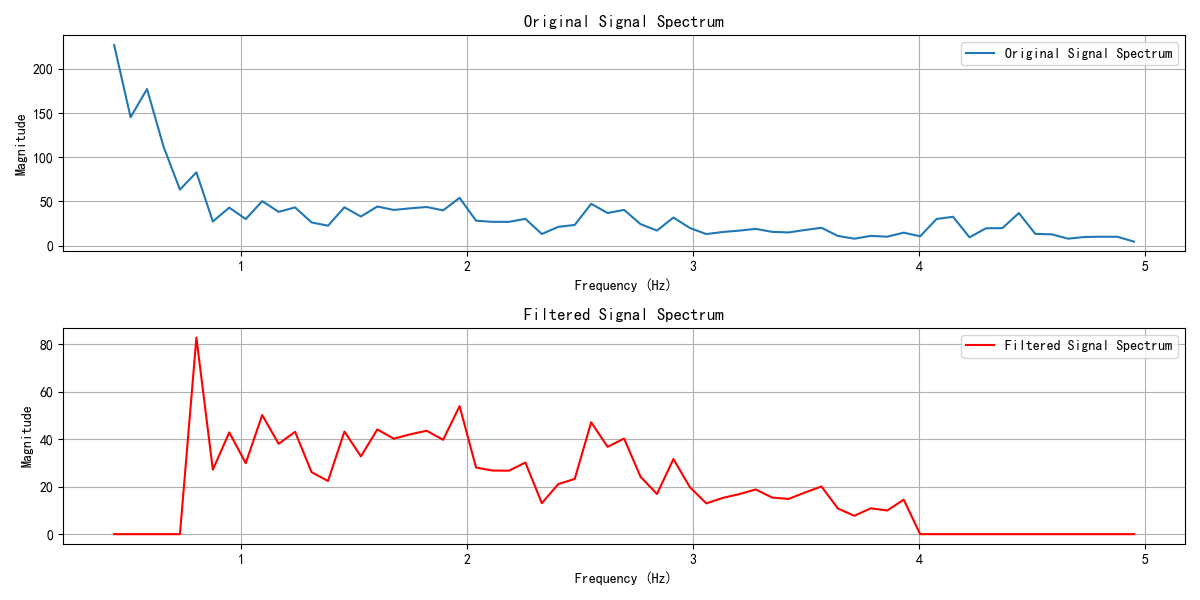 Original Signal Spectrum
Original Signal Spectrum
Magnitude
200
150
100
50
0
1
2
3
4
5
Frequency (Hz)
Filtered Signal Spectrum
Filtered Signal Spectrum
Magnitude
80
60
40
20
0
1
2
3
4
5
Frequency (Hz)